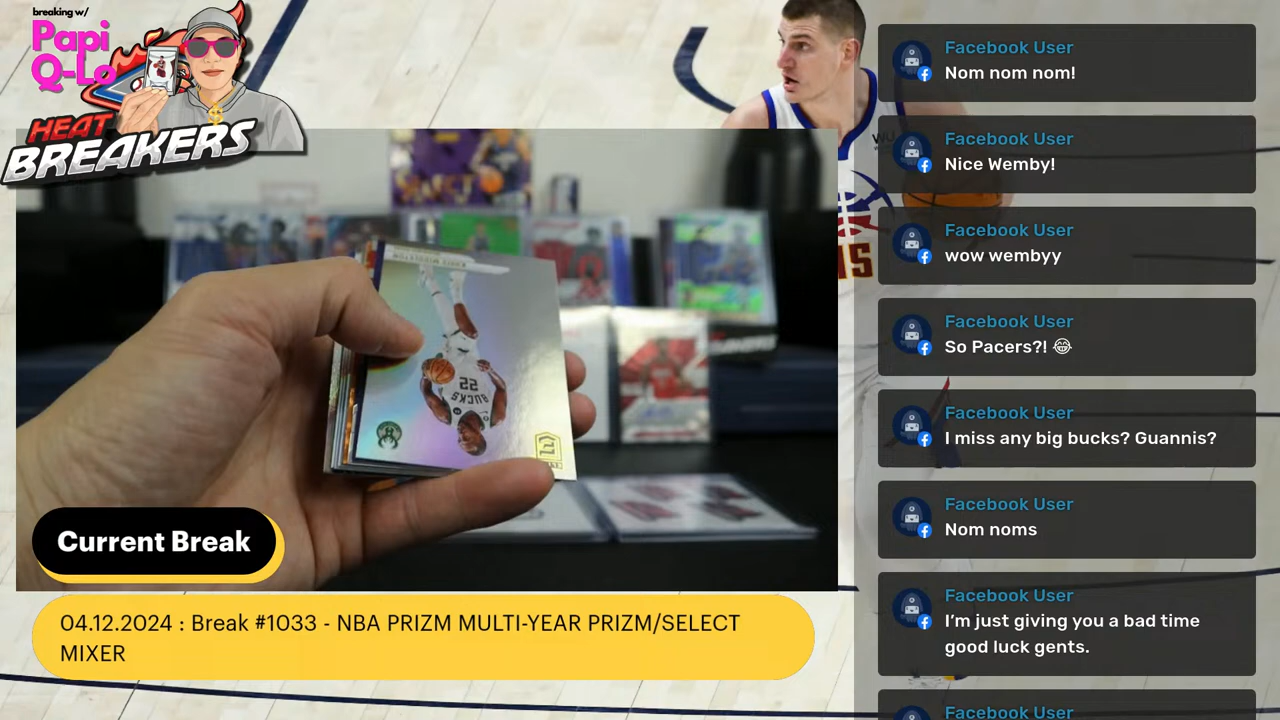 breaking w/
Papi
Q-Lo
HEAT
BREAKERS
SELECT
KHRIS MIDDLETON
22
BUCKS
Current Break
04.12.2024 : Break #1033 - NBA PRIZM MULTI-YEAR PRIZM/SELECT
MIXER
Facebook User
Nom nom nom!
Facebook User
Nice Wemby!
Facebook User
wow wembyy
Facebook User
So Pacers?! 😂
Facebook User
I miss any big bucks? Guannis?
Facebook User
Nom noms
Facebook User
I’m just giving you a bad time
good luck gents.
Facebook User